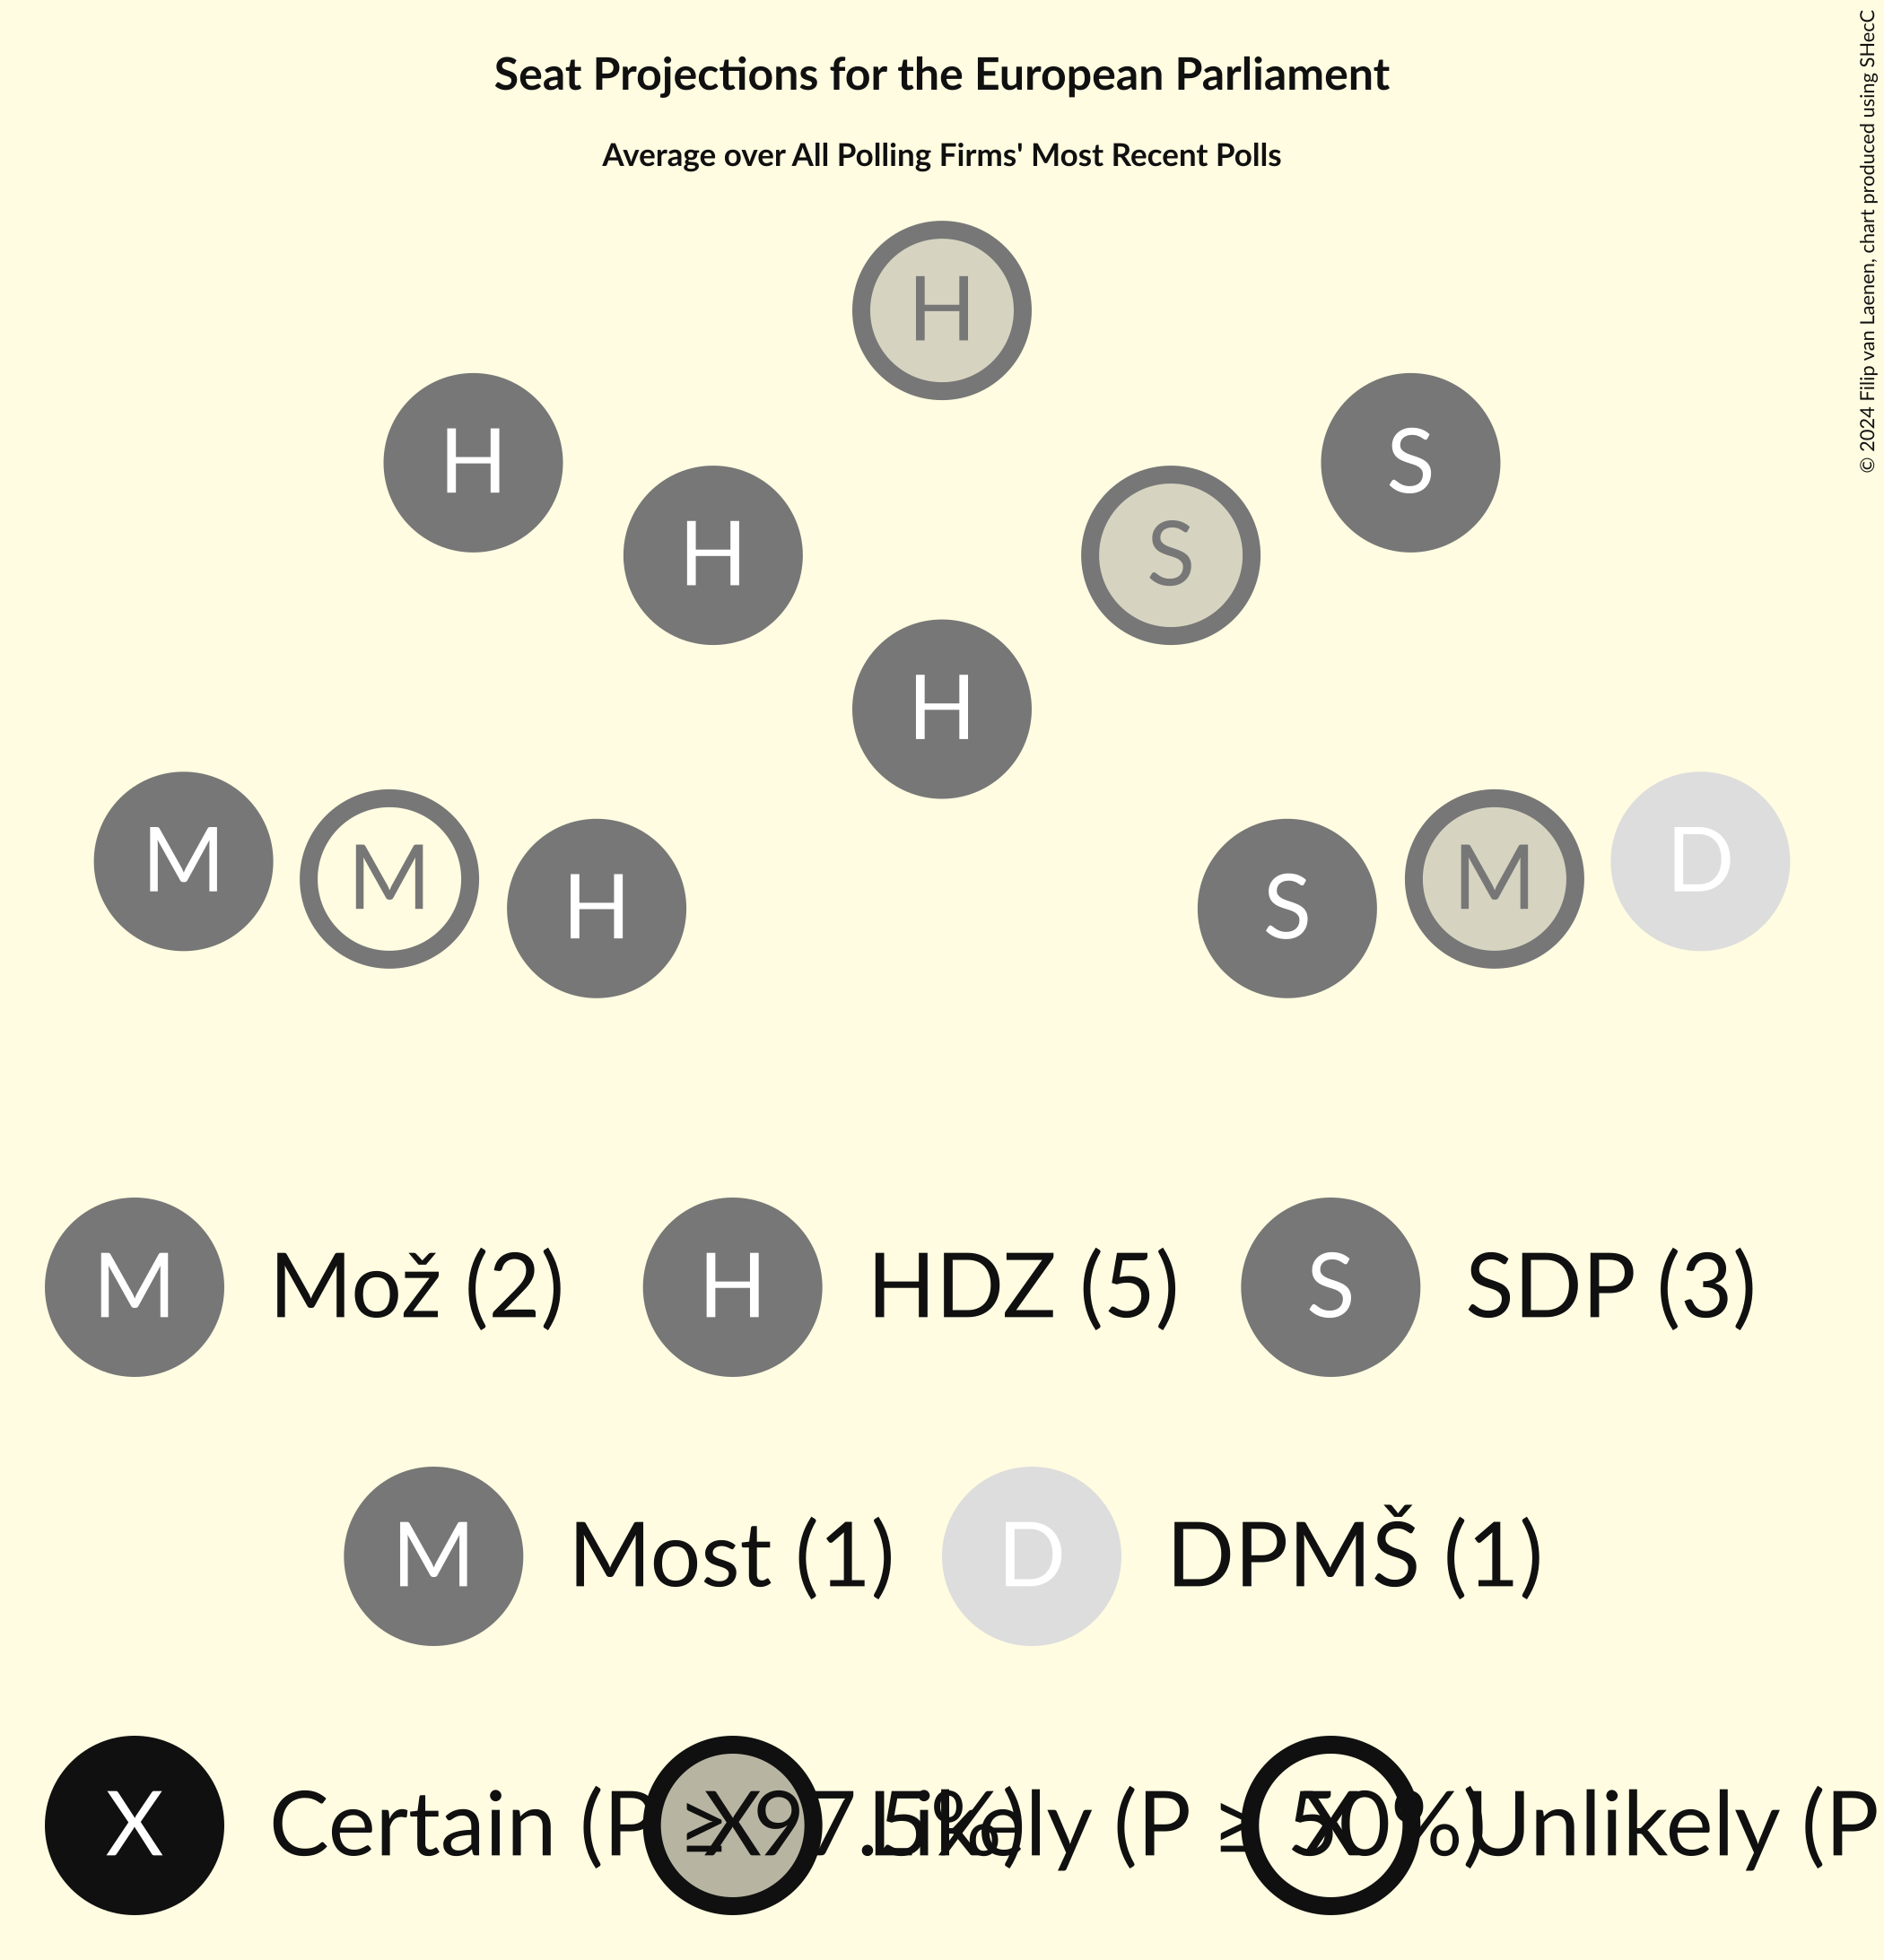 Seat Projections for the European Parliament
Average over All Polling Firms' Most Recent Polls
© 2024 Filip van Laenen, chart produced using SHecC
H
H
S
H
S
H
M
M
H
S
M
D
M Mož (2) H HDZ (5) S SDP (3)
M Most (1) D DPMŠ (1)
X Certain (P ≥ 97.5%) X Likely (P ≥ 50%) X Unlikely (P